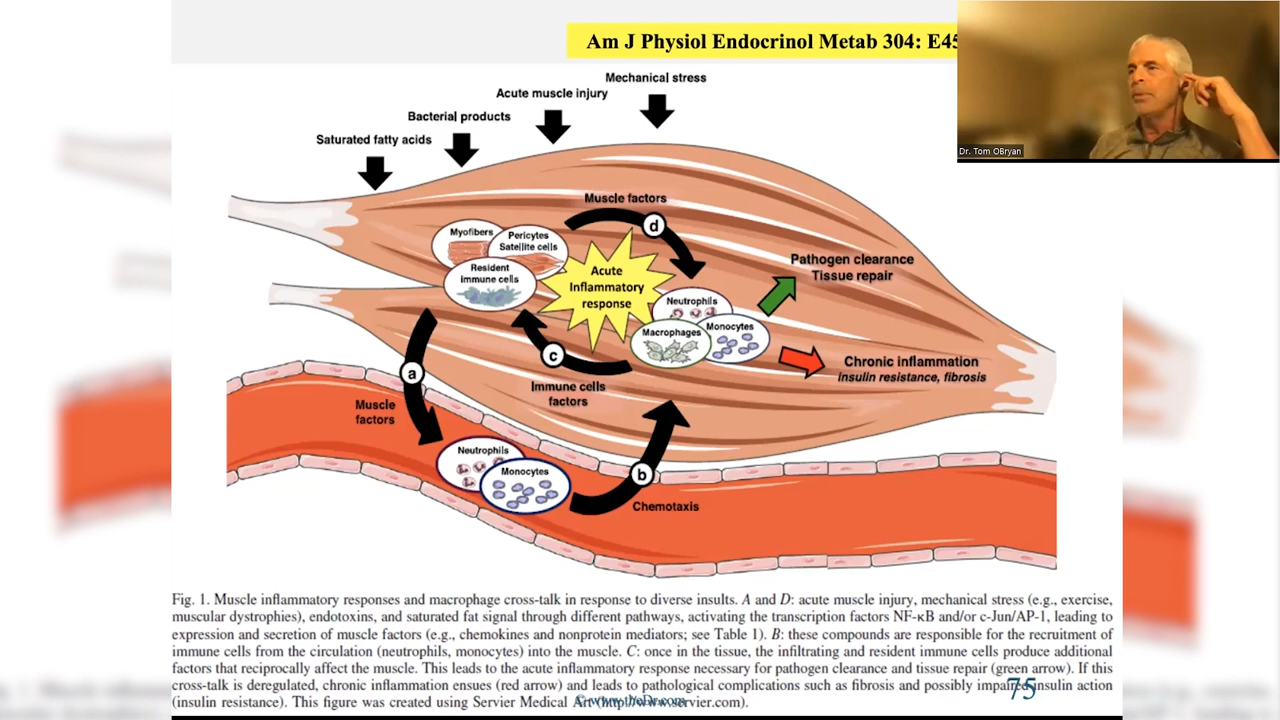 Am J Physiol Endocrinol Metab 304: E45
Dr. Tom OBryan
Mechanical stress
Acute muscle injury
Bacterial products
Saturated fatty acids
Muscle factors
d
Myofibers
Pericytes
Satellite cells
Resident
immune cells
Acute
Inflammatory
response
Neutrophils
Macrophages
Monocytes
Pathogen clearance
Tissue repair
Chronic inflammation
insulin resistance, fibrosis
c
Immune cells
factors
a
Muscle
factors
Neutrophils
Monocytes
b
Chemotaxis
Fig. 1. Muscle inflammatory responses and macrophage cross-talk in response to diverse insults. A and D: acute muscle injury, mechanical stress (e.g., exercise,
muscular dystrophies), endotoxins, and saturated fat signal through different pathways, activating the transcription factors NF-κB and/or c-Jun/AP-1, leading to
expression and secretion of muscle factors (e.g., chemokines and nonprotein mediators; see Table 1). B: these compounds are responsible for the recruitment of
immune cells from the circulation (neutrophils, monocytes) into the muscle. C: once in the tissue, the infiltrating and resident immune cells produce additional
factors that reciprocally affect the muscle. This leads to the acute inflammatory response necessary for pathogen clearance and tissue repair (green arrow). If this
cross-talk is deregulated, chronic inflammation ensues (red arrow) and leads to pathological complications such as fibrosis and possibly impaired insulin action
(insulin resistance). This figure was created using Servier Medical Art (http://www.servier.com).
©www.theDr.com
75